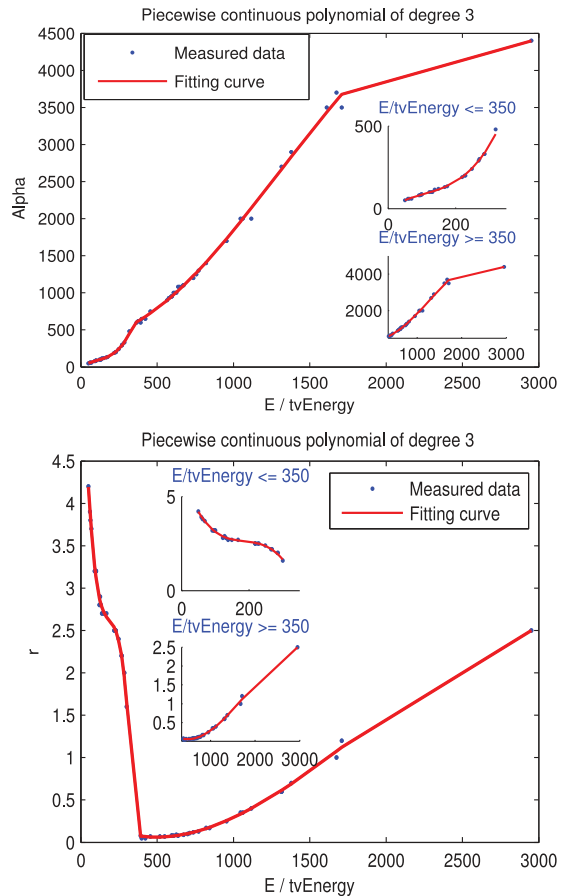 Piecewise continuous polynomial of degree 3
4500
4000
3500
3000
2500
2000
1500
1000
500
0
Alpha
Measured data
Fitting curve
E/tvEnergy <= 350
500
0
0 200
E/tvEnergy >= 350
4000
2000
1000 2000 3000
0 500 1000 1500 2000 2500 3000
E / tvEnergy
Piecewise continuous polynomial of degree 3
4.5
4
3.5
3
2.5
2
1.5
1
0.5
0
r
E/tvEnergy <= 350
5
0
0 200
Measured data
Fitting curve
E/tvEnergy >= 350
2.5
2
1.5
1
0.5
1000 2000 3000
0 500 1000 1500 2000 2500 3000
E / tvEnergy